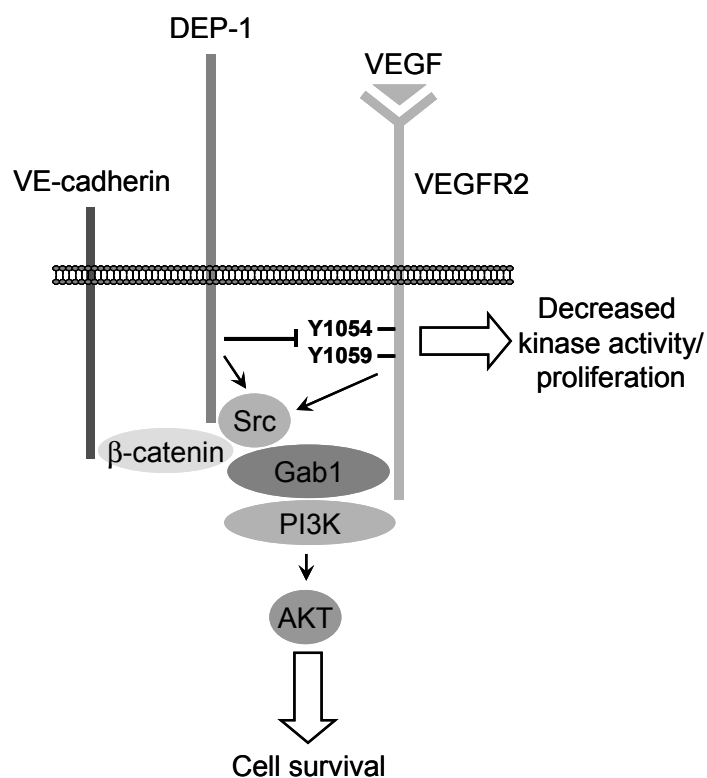 DEP-1
VEGF
VE-cadherin
VEGFR2
Y1054
Y1059
Decreased
kinase activity/
proliferation
Src
β-catenin
Gab1
PI3K
AKT
Cell survival